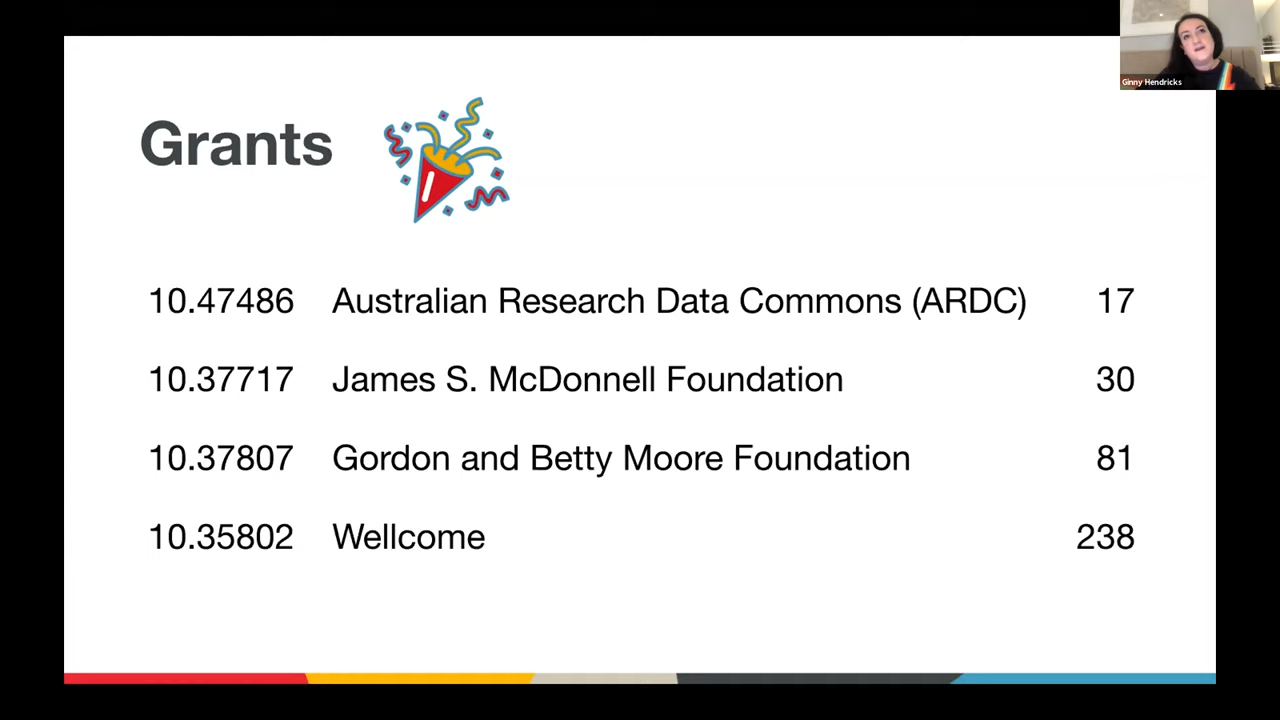 Ginny Hendricks
Grants
10.47486 Australian Research Data Commons (ARDC) 17
10.37717 James S. McDonnell Foundation 30
10.37807 Gordon and Betty Moore Foundation 81
10.35802 Wellcome 238